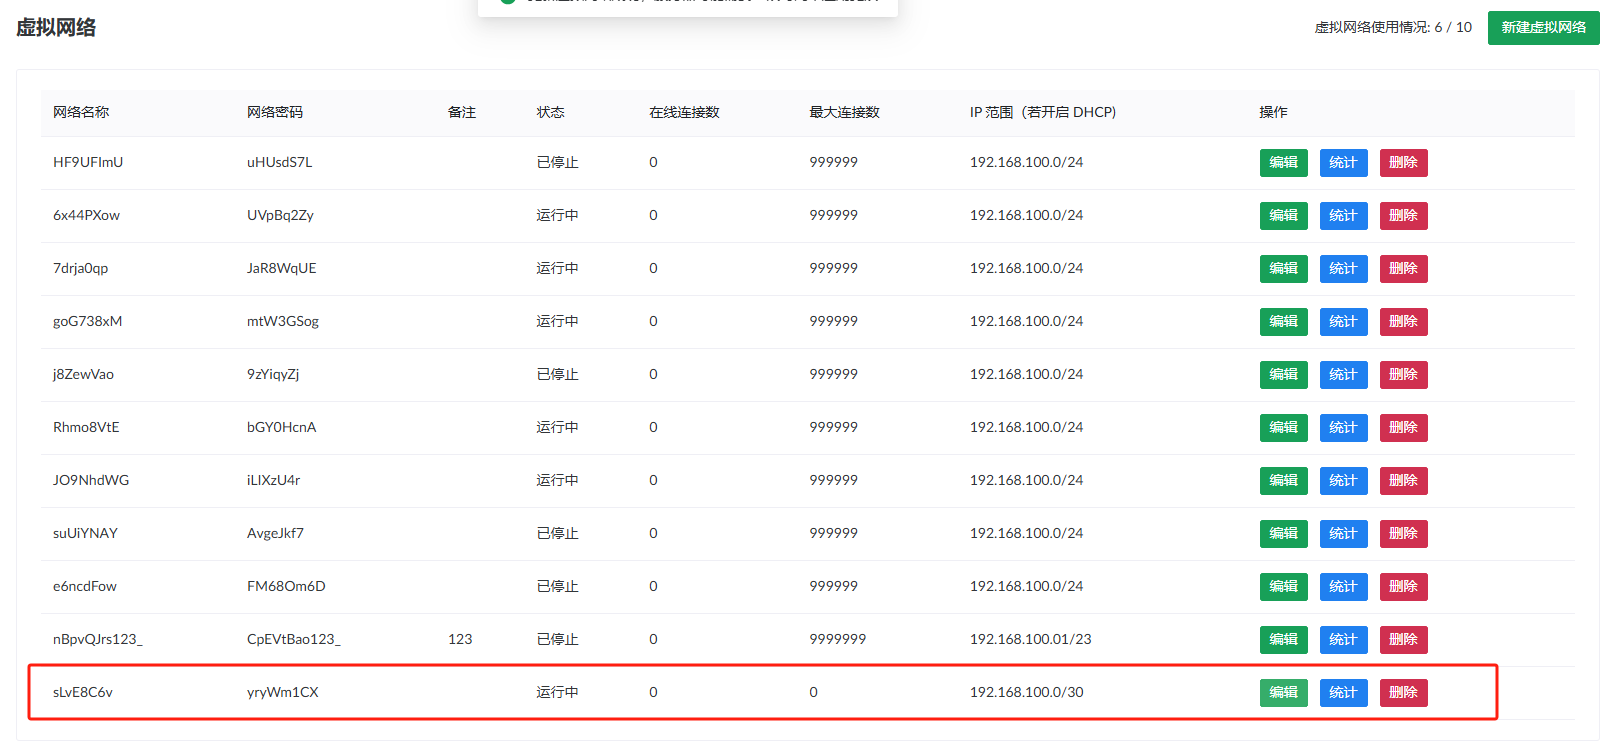 虚拟网络
虚拟网络使用情况: 6 / 10
新建虚拟网络
网络名称 网络密码 备注 状态 在线连接数 最大连接数 IP 范围（若开启 DHCP) 操作
HF9UFImU uHUsdS7L 已停止 0 999999 192.168.100.0/24 编辑 统计 删除
6x44PXow UVpBq2Zy 运行中 0 999999 192.168.100.0/24 编辑 统计 删除
7drja0qp JaR8WqUE 运行中 0 999999 192.168.100.0/24 编辑 统计 删除
goG738xM mtW3GSog 运行中 0 999999 192.168.100.0/24 编辑 统计 删除
j8ZewVao 9zYiqyZj 已停止 0 999999 192.168.100.0/24 编辑 统计 删除
Rhmo8VtE bGY0HcnA 运行中 0 999999 192.168.100.0/24 编辑 统计 删除
JO9NhdWG iLIXzU4r 运行中 0 999999 192.168.100.0/24 编辑 统计 删除
suUiYNAY AvgeJkf7 已停止 0 999999 192.168.100.0/24 编辑 统计 删除
e6ncdFow FM68Om6D 已停止 0 999999 192.168.100.0/24 编辑 统计 删除
nBpvQJrs123_ CpEVtBao123_ 123 已停止 0 9999999 192.168.100.01/23 编辑 统计 删除
sLvE8C6v yryWm1CX 运行中 0 0 192.168.100.0/30 编辑 统计 删除